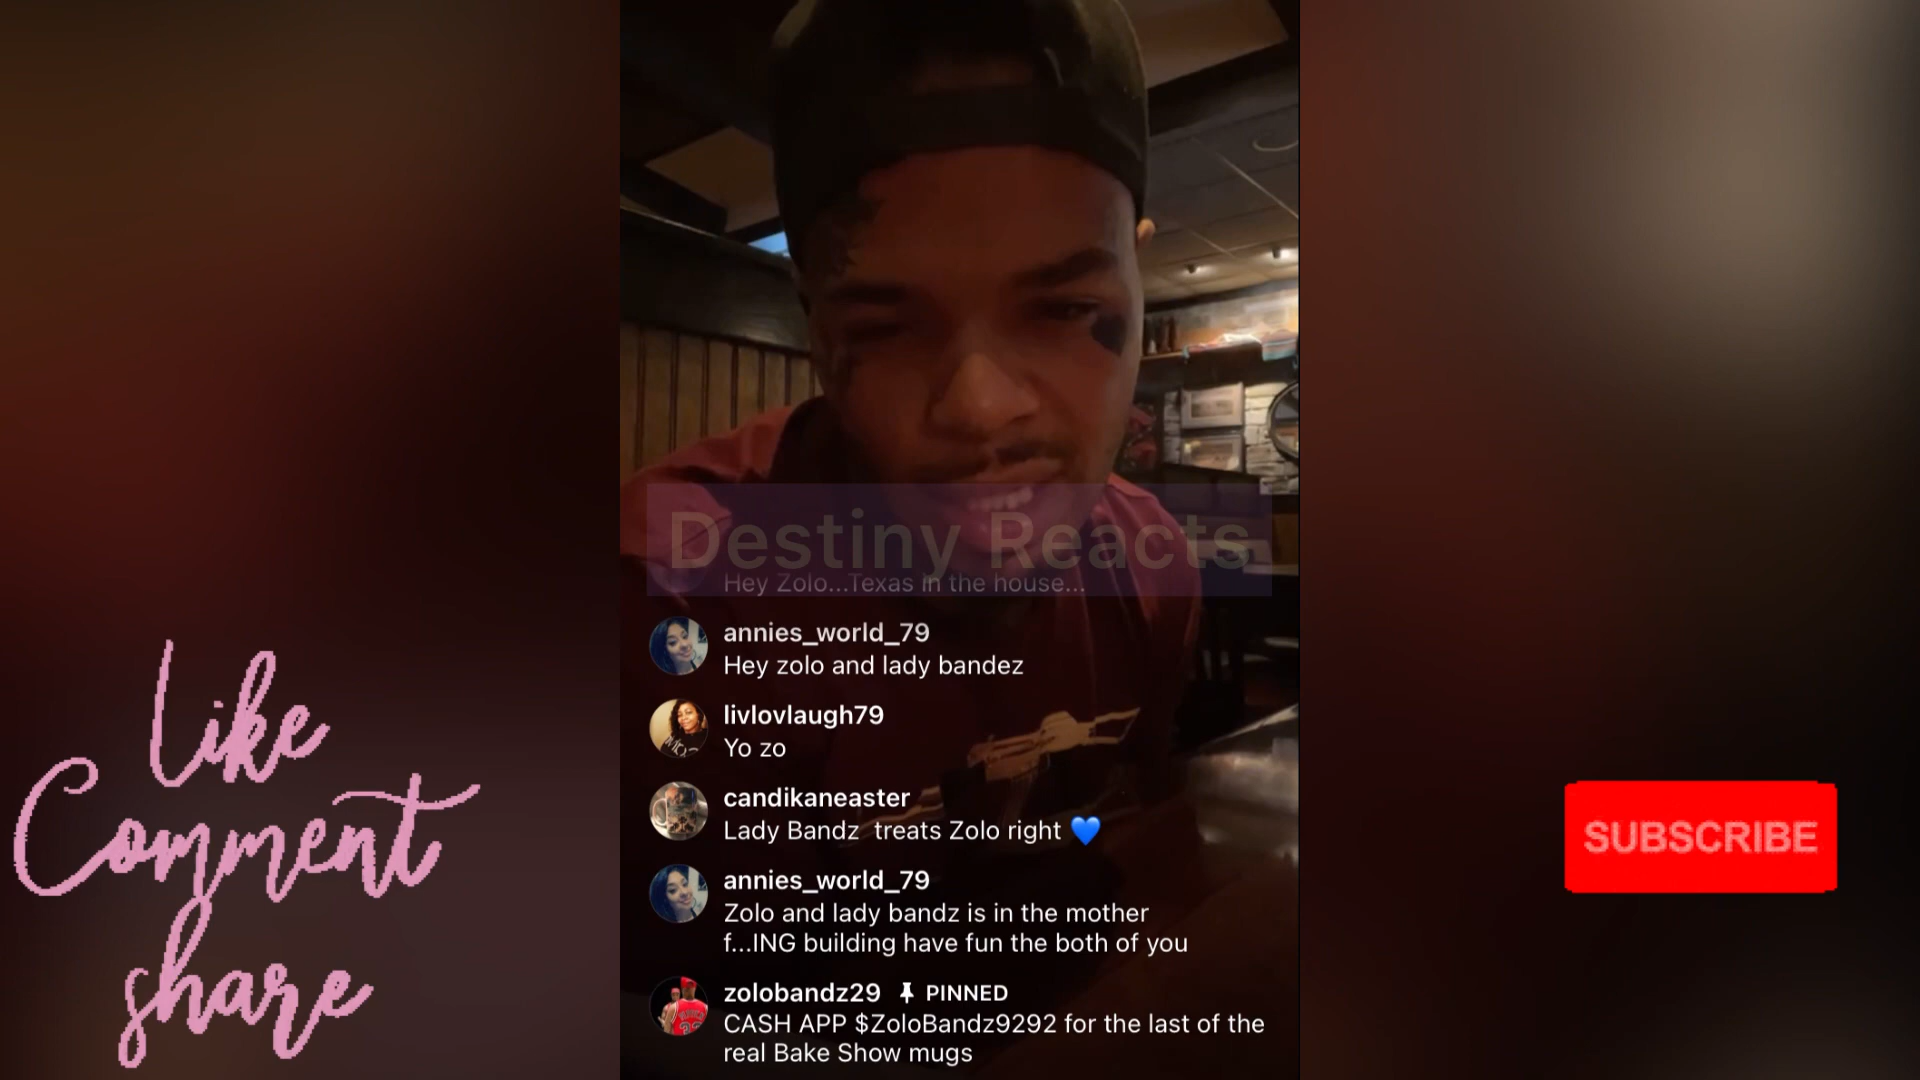 Like
Comment
share
Destiny Reacts
Hey Zolo...Texas in the house...
annies_world_79
Hey zolo and lady bandez
livlovlaugh79
Yo zo
candikaneaster
Lady Bandz treats Zolo right 💙
annies_world_79
Zolo and lady bandz is in the mother
f...ING building have fun the both of you
zolobandz29 PINNED
CASH APP $ZoloBandz9292 for the last of the
real Bake Show mugs
SUBSCRIBE